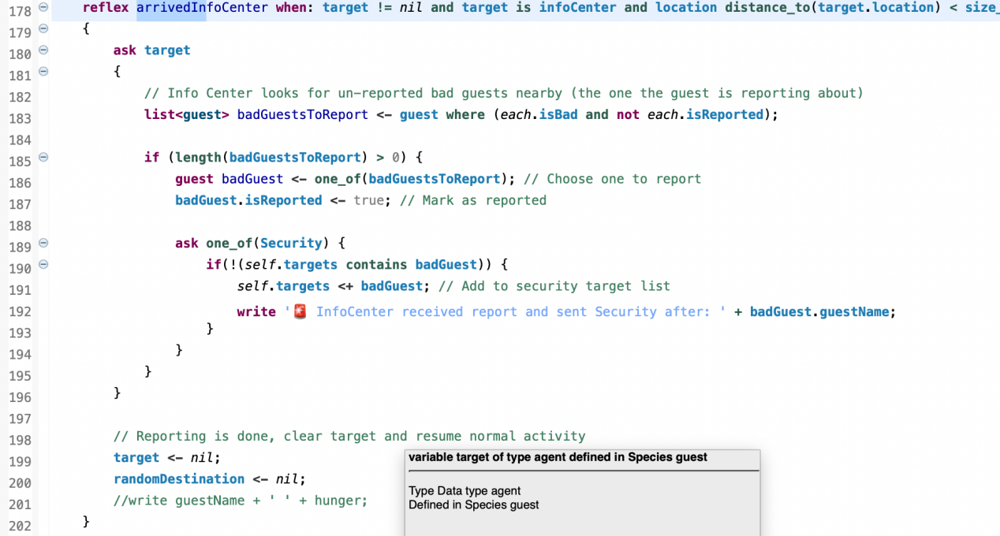 178 reflex arrivedInfoCenter when: target != nil and target is infoCenter and location distance_to(target.location) < size_
179 {
180 ask target
181 {
182 // Info Center looks for un-reported bad guests nearby (the one the guest is reporting about)
183 list<guest> badGuestsToReport <- guest where (each.isBad and not each.isReported);
184
185 if (length(badGuestsToReport) > 0) {
186 guest badGuest <- one_of(badGuestsToReport); // Choose one to report
187 badGuest.isReported <- true; // Mark as reported
188
189 ask one_of(Security) {
190 if(!(self.targets contains badGuest)) {
191 self.targets <+ badGuest; // Add to security target list
192 write '🚨 InfoCenter received report and sent Security after: ' + badGuest.guestName;
193 }
194 }
195 }
196 }
197
198 // Reporting is done, clear target and resume normal activity
199 target <- nil;
200 randomDestination <- nil;
201 //write guestName + ' ' + hunger;
202 }
variable target of type agent defined in Species guest
Type Data type agent
Defined in Species guest